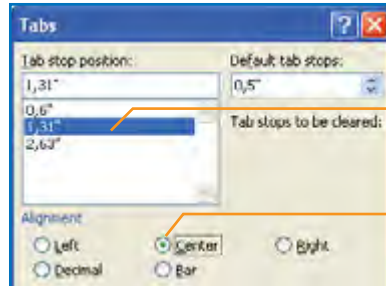 Tabs
Tab stop position: Default tab stops:
1,31" 0,5"
0,6"
1,31" Tab stops to be cleared:
2,63"
Alignment
Left Center Right
Decimal Bar